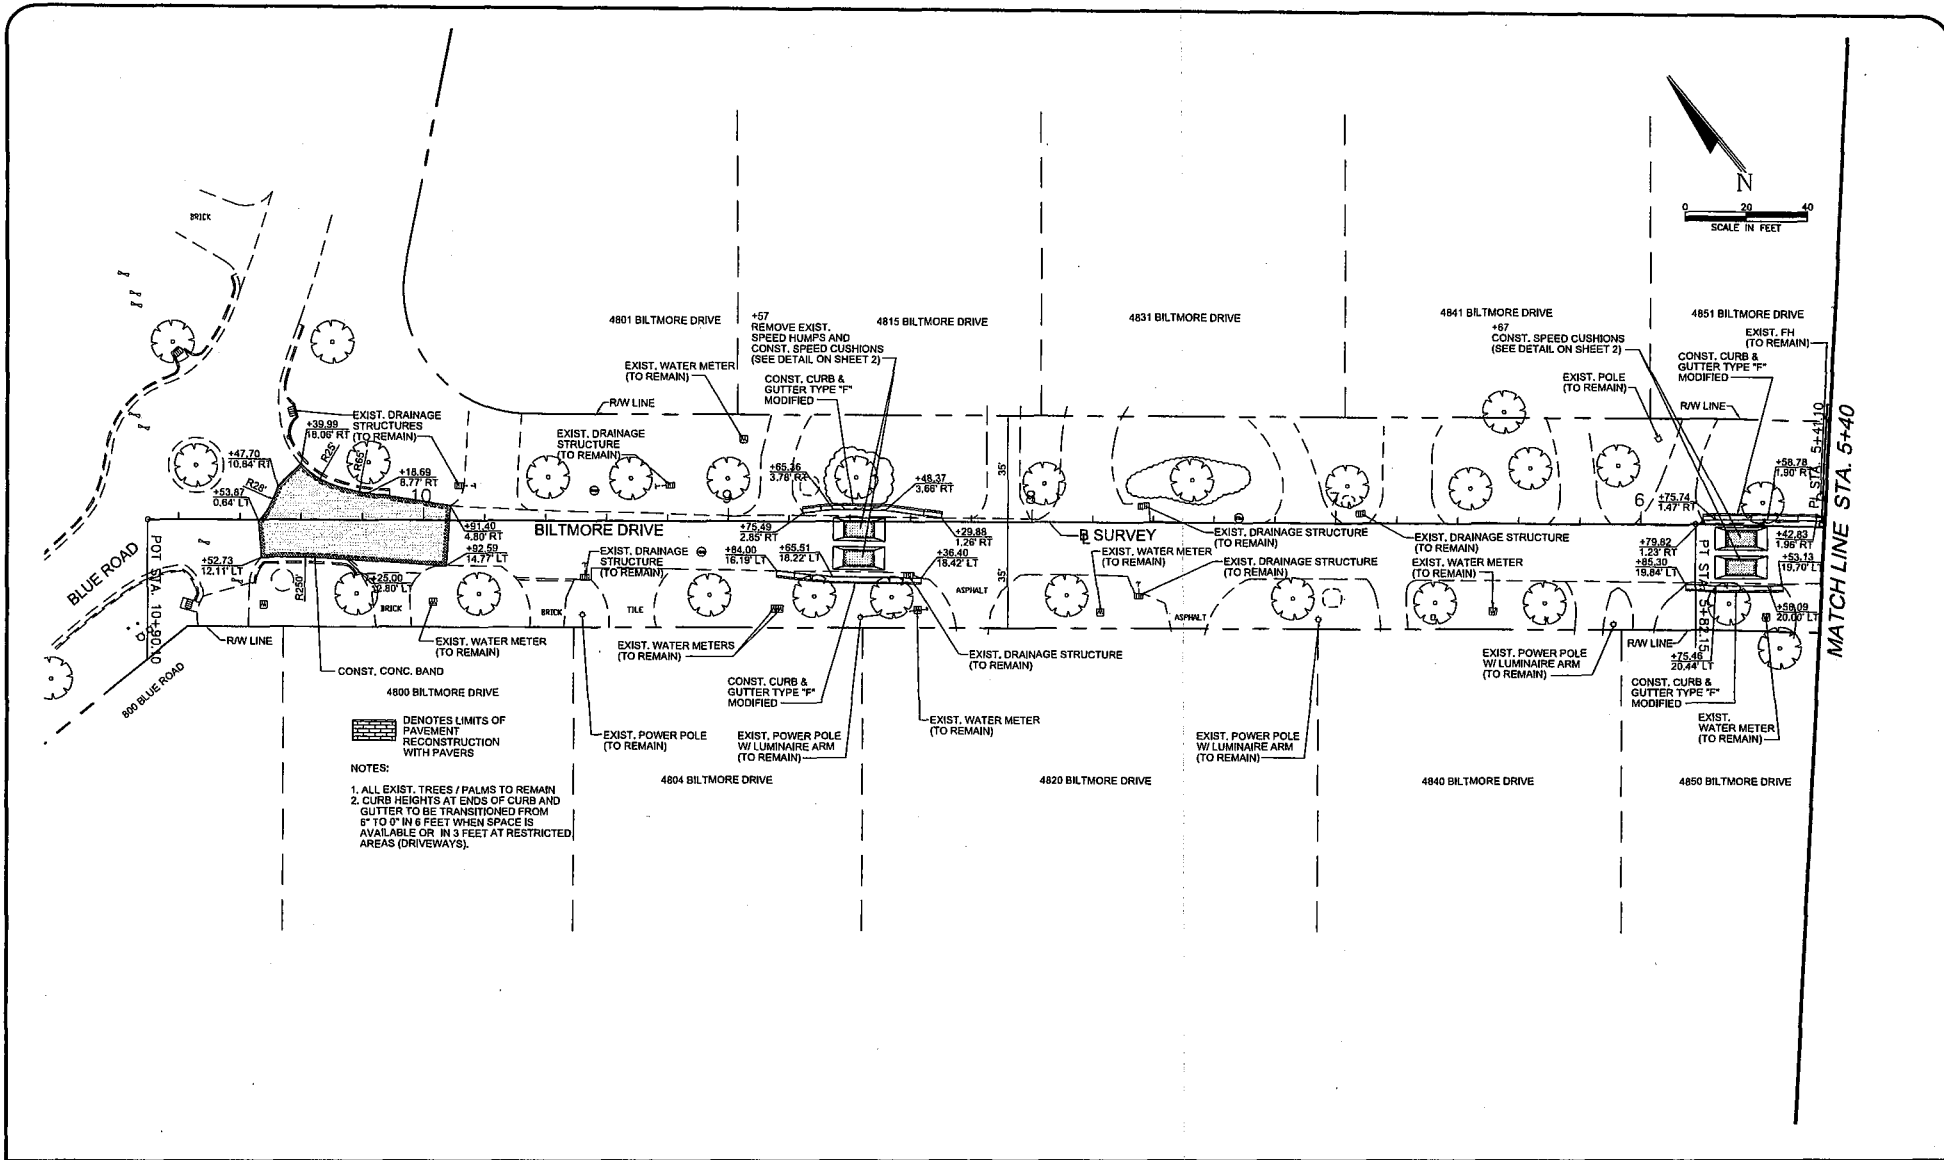 BRICK
N
0 20 40
SCALE IN FEET
4801 BILTMORE DRIVE
+57
REMOVE EXIST.
SPEED HUMPS AND
CONST. SPEED CUSHIONS
(SEE DETAIL ON SHEET 2)
4815 BILTMORE DRIVE
4831 BILTMORE DRIVE
4841 BILTMORE DRIVE
+67
CONST. SPEED CUSHIONS
(SEE DETAIL ON SHEET 2)
4851 BILTMORE DRIVE
EXIST. FH
(TO REMAIN)
EXIST. WATER METER
(TO REMAIN)
CONST. CURB &
GUTTER TYPE "F"
MODIFIED
EXIST. POLE
(TO REMAIN)
CONST. CURB &
GUTTER TYPE "F"
MODIFIED
R/W LINE
R/W LINE
EXIST. DRAINAGE
STRUCTURES
(TO REMAIN)
EXIST. DRAINAGE
STRUCTURE
(TO REMAIN)
+39.99
18.06' RT
R25'
R65'
+47.70
10.84' RT
R28'
+53.87
0.64' LT
+18.69
8.77' RT
10
9
8
7
6
+65.36
3.78' RT
+48.37
3.66' RT
35'
35'
+58.78
1.90' RT
+75.74
1.47' RT
PI STA. 5+41.10
MATCH LINE STA. 5+40
BLUE ROAD
POT STA. 10+90.10
+91.40
4.80' RT
+92.59
14.77' LT
BILTMORE DRIVE
+75.49
2.85' RT
+29.88
1.26' RT
+84.00
16.19' LT
+65.51
18.22' LT
+36.40
18.42' LT
B SURVEY
EXIST. DRAINAGE STRUCTURE
(TO REMAIN)
EXIST. DRAINAGE STRUCTURE
(TO REMAIN)
+79.82
1.23' RT
+85.30
19.84' LT
+42.83
1.96' RT
+53.13
19.70' LT
+52.73
12.11' LT
EXIST. DRAINAGE
STRUCTURE
(TO REMAIN)
EXIST. WATER METER
(TO REMAIN)
EXIST. DRAINAGE STRUCTURE
(TO REMAIN)
EXIST. WATER METER
(TO REMAIN)
R250'
+25.00
BRICK
BRICK
TILE
ASPHALT
ASPHALT
PT STA. 5+82.15
+58.09
20.00' LT
R/W LINE
800 BLUE ROAD
EXIST. WATER METER
(TO REMAIN)
EXIST. WATER METERS
(TO REMAIN)
EXIST. DRAINAGE STRUCTURE
(TO REMAIN)
EXIST. POWER POLE
W/ LUMINAIRE ARM
(TO REMAIN)
R/W LINE
+75.46
20.44' LT
CONST. CONC. BAND
4800 BILTMORE DRIVE
CONST. CURB &
GUTTER TYPE "F"
MODIFIED
CONST. CURB &
GUTTER TYPE "F"
MODIFIED
DENOTES LIMITS OF
PAVEMENT
RECONSTRUCTION
WITH PAVERS
EXIST. POWER POLE
(TO REMAIN)
EXIST. POWER POLE
W/ LUMINAIRE ARM
(TO REMAIN)
EXIST. WATER METER
(TO REMAIN)
EXIST. POWER POLE
W/ LUMINAIRE ARM
(TO REMAIN)
EXIST.
WATER METER
(TO REMAIN)
4804 BILTMORE DRIVE
4820 BILTMORE DRIVE
4840 BILTMORE DRIVE
4850 BILTMORE DRIVE
NOTES:
1. ALL EXIST. TREES / PALMS TO REMAIN
2. CURB HEIGHTS AT ENDS OF CURB AND
GUTTER TO BE TRANSITIONED FROM
6" TO 0" IN 6 FEET WHEN SPACE IS
AVAILABLE OR IN 3 FEET AT RESTRICTED
AREAS (DRIVEWAYS).